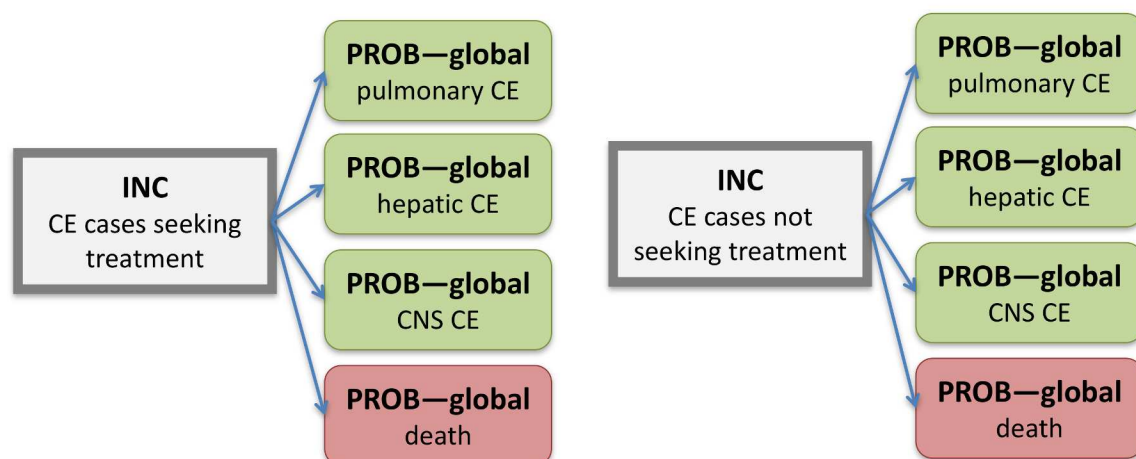 INC
CE cases seeking
treatment
PROB—global
pulmonary CE
PROB—global
hepatic CE
PROB—global
CNS CE
PROB—global
death
INC
CE cases not
seeking treatment
PROB—global
pulmonary CE
PROB—global
hepatic CE
PROB—global
CNS CE
PROB—global
death